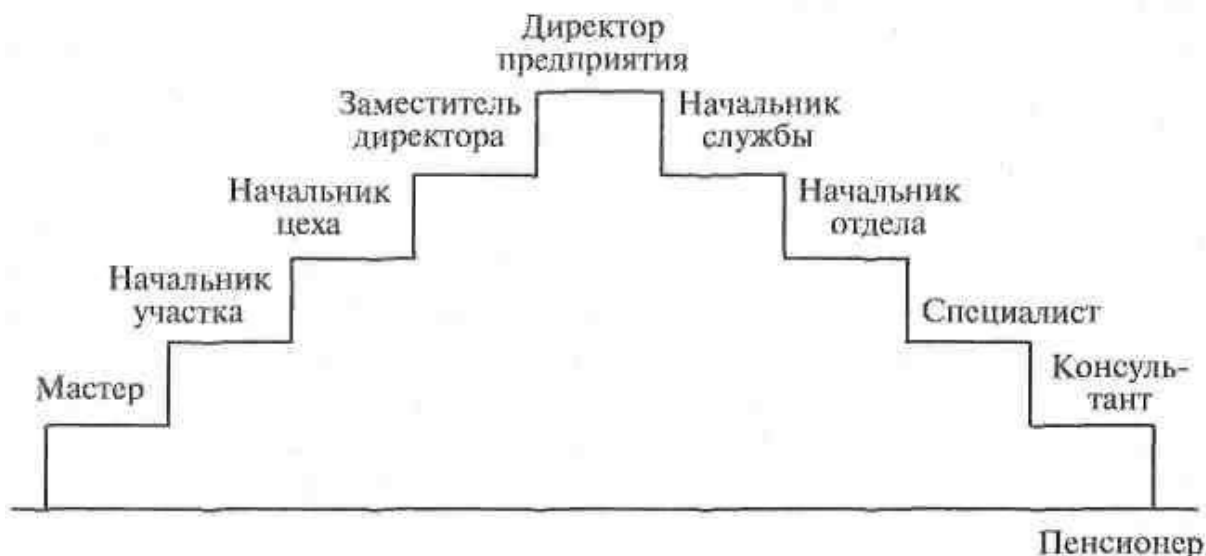 Директор
предприятия
Заместитель
директора
Начальник
службы
Начальник
цеха
Начальник
отдела
Начальник
участка
Специалист
Мастер
Консуль-
тант
Пенсионер